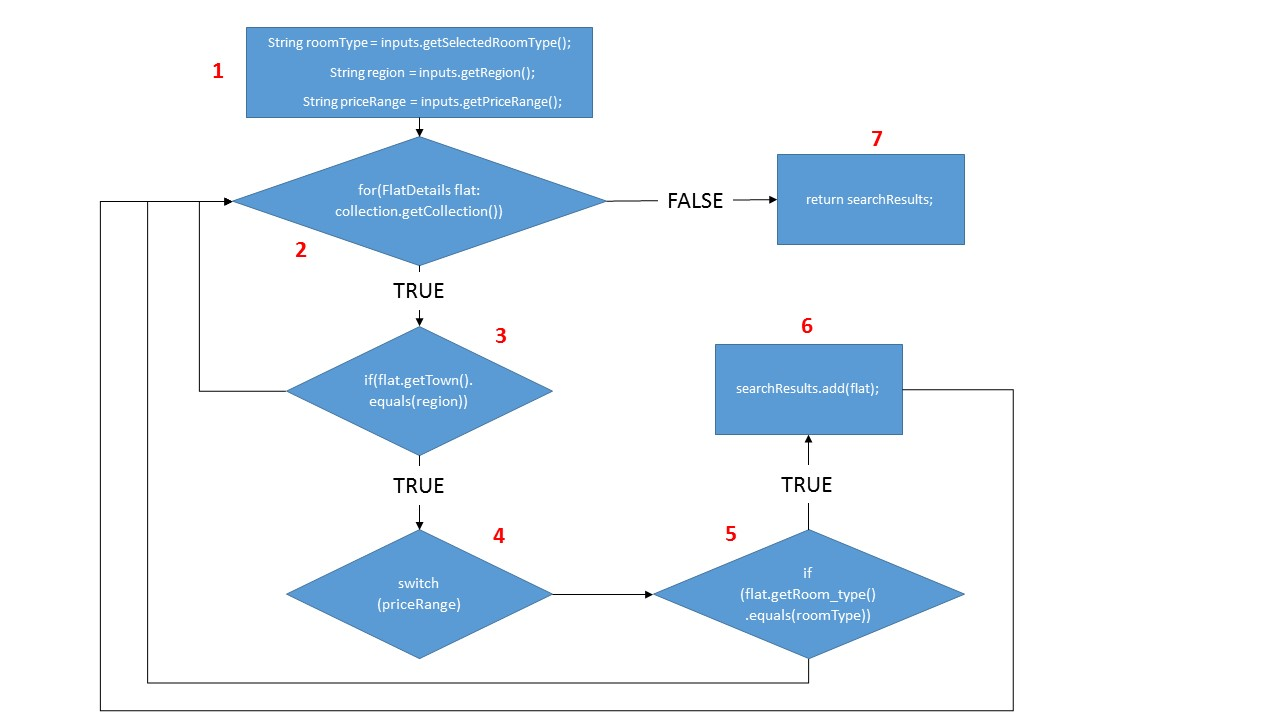 1
String roomType = inputs.getSelectedRoomType();
String region = inputs.getRegion();
String priceRange = inputs.getPriceRange();
for(FlatDetails flat:
collection.getCollection())
2
FALSE
7
return searchResults;
TRUE
3
if(flat.getTown().
equals(region))
TRUE
4
switch
(priceRange)
5
if
(flat.getRoom_type()
.equals(roomType))
TRUE
6
searchResults.add(flat);